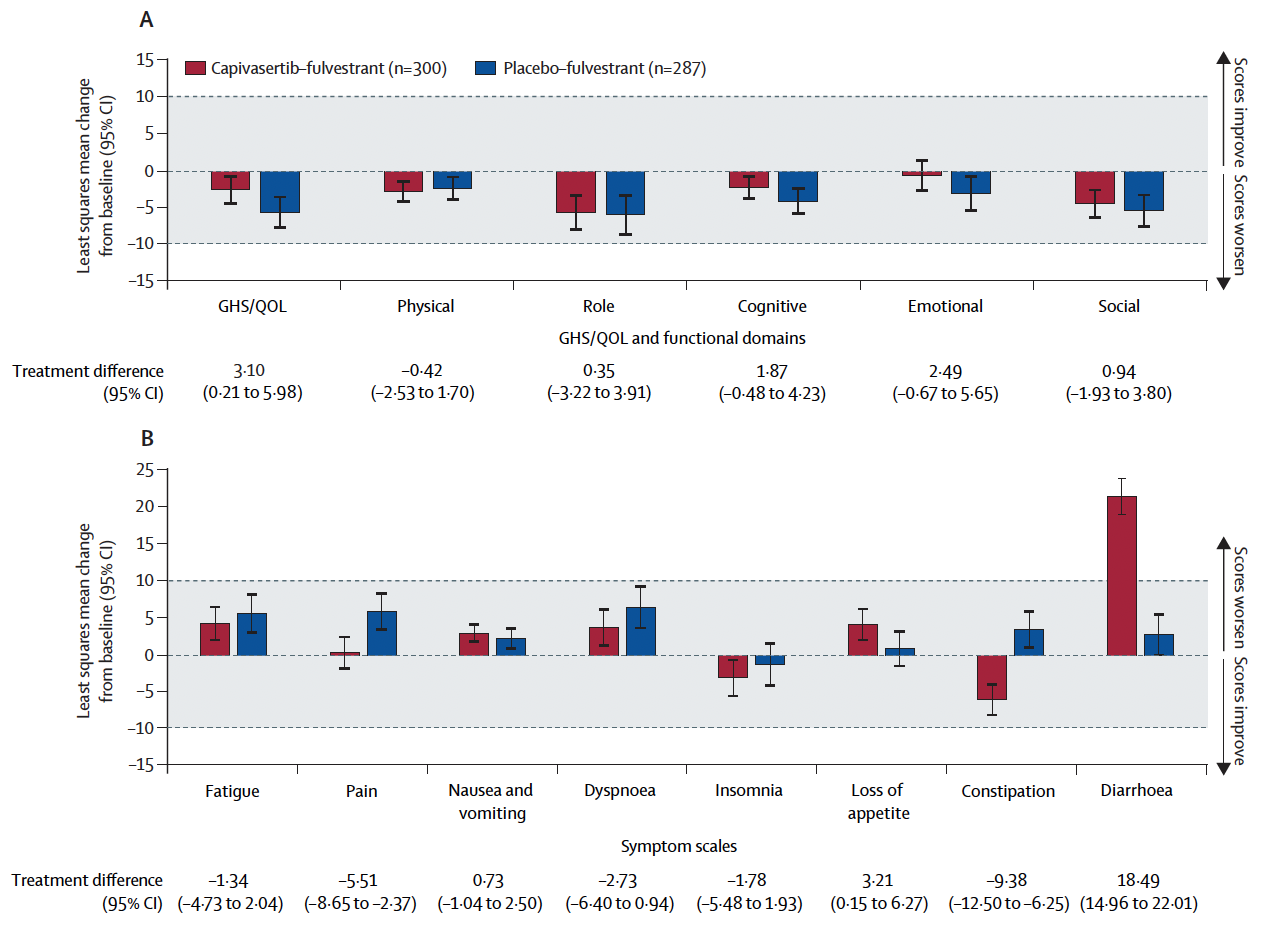 A
Capivasertib–fulvestrant (n=300)
Placebo–fulvestrant (n=287)
Least squares mean change
from baseline (95% CI)
15
10
5
0
–5
–10
–15
Scores improve
Scores worsen
GHS/QOL Physical Role Cognitive Emotional Social
GHS/QOL and functional domains
Treatment difference 3·10 –0·42 0·35 1·87 2·49 0·94
(95% CI) (0·21 to 5·98) (–2·53 to 1·70) (–3·22 to 3·91) (–0·48 to 4·23) (–0·67 to 5·65) (–1·93 to 3·80)
B
Least squares mean change
from baseline (95% CI)
25
20
15
10
5
0
–5
–10
–15
Scores worsen
Scores improve
Fatigue Pain Nausea and Dyspnoea Insomnia Loss of Constipation Diarrhoea
vomiting appetite
Symptom scales
Treatment difference –1·34 –5·51 0·73 –2·73 –1·78 3·21 –9·38 18·49
(95% CI) (–4·73 to 2·04) (–8·65 to –2·37) (–1·04 to 2·50) (–6·40 to 0·94) (–5·48 to 1·93) (0·15 to 6·27) (–12·50 to –6·25) (14·96 to 22·01)